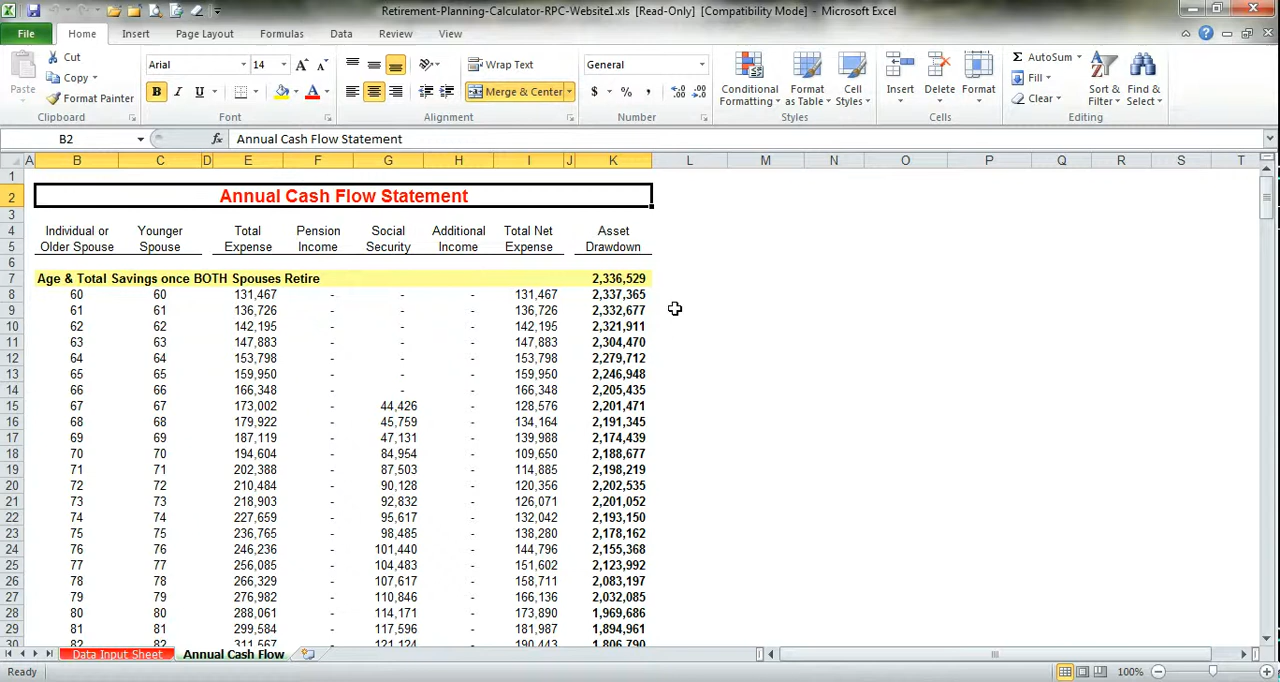 Retirement-Planning-Calculator-RPC-Website1.xls [Read-Only] [Compatibility Mode] - Microsoft Excel
File Home Insert Page Layout Formulas Data Review View
Paste
Cut
Copy
Format Painter
Clipboard
Arial 14
B I U A
Font
Wrap Text
Merge & Center
Alignment
General
$ % ,
Number
Conditional Formatting
Format as Table
Cell Styles
Styles
Insert Delete Format
Cells
Σ AutoSum
Fill
Clear
Sort & Filter
Find & Select
Editing
B2 fx Annual Cash Flow Statement
A B C D E F G H I J K L M N O P Q R S T
1
2 Annual Cash Flow Statement
3
4 Individual or Younger Total Pension Social Additional Total Net Asset
5 Older Spouse Spouse Expense Income Security Income Expense Drawdown
6
7 Age & Total Savings once BOTH Spouses Retire 2,336,529
8 60 60 131,467 - - - 131,467 2,337,365
9 61 61 136,726 - - - 136,726 2,332,677
10 62 62 142,195 - - - 142,195 2,321,911
11 63 63 147,883 - - - 147,883 2,304,470
12 64 64 153,798 - - - 153,798 2,279,712
13 65 65 159,950 - - - 159,950 2,246,948
14 66 66 166,348 - - - 166,348 2,205,435
15 67 67 173,002 - 44,426 - 128,576 2,201,471
16 68 68 179,922 - 45,759 - 134,164 2,191,345
17 69 69 187,119 - 47,131 - 139,988 2,174,439
18 70 70 194,604 - 84,954 - 109,650 2,188,677
19 71 71 202,388 - 87,503 - 114,885 2,198,219
20 72 72 210,484 - 90,128 - 120,356 2,202,535
21 73 73 218,903 - 92,832 - 126,071 2,201,052
22 74 74 227,659 - 95,617 - 132,042 2,193,150
23 75 75 236,765 - 98,485 - 138,280 2,178,162
24 76 76 246,236 - 101,440 - 144,796 2,155,368
25 77 77 256,085 - 104,483 - 151,602 2,123,992
26 78 78 266,329 - 107,617 - 158,711 2,083,197
27 79 79 276,982 - 110,846 - 166,136 2,032,085
28 80 80 288,061 - 114,171 - 173,890 1,969,686
29 81 81 299,584 - 117,596 - 181,987 1,894,961
30 82 82 311,567 - 121,124 - 190,443 1,806,790
Data Input Sheet Annual Cash Flow
Ready 100%